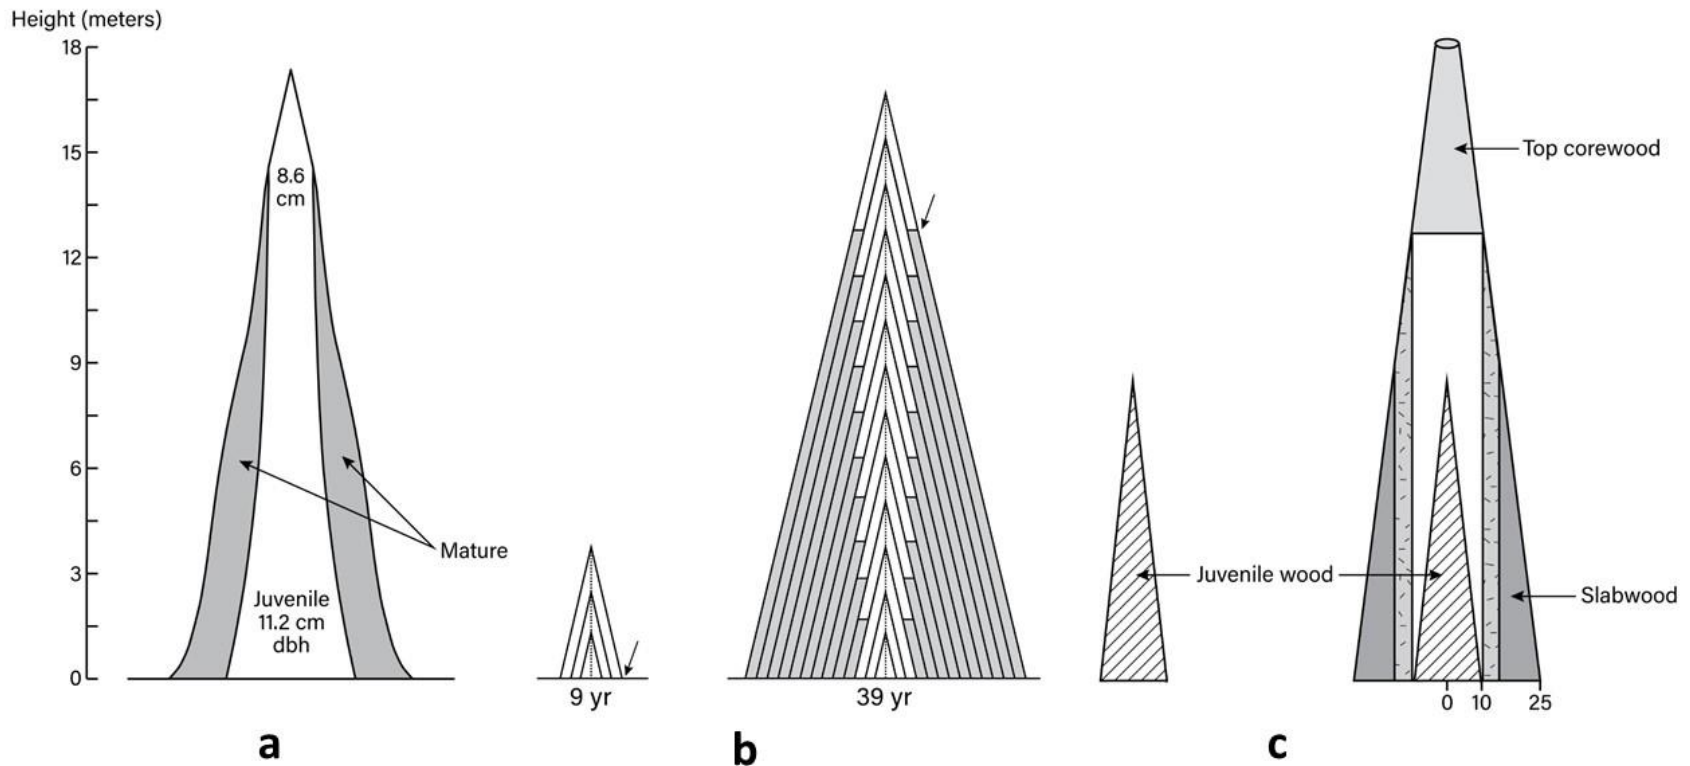 Height (meters)
18
15
12
9
6
3
0
8.6
cm
Juvenile
11.2 cm
dbh
Mature
a
9 yr
39 yr
b
Top corewood
Juvenile wood
Slabwood
0 10 25
c